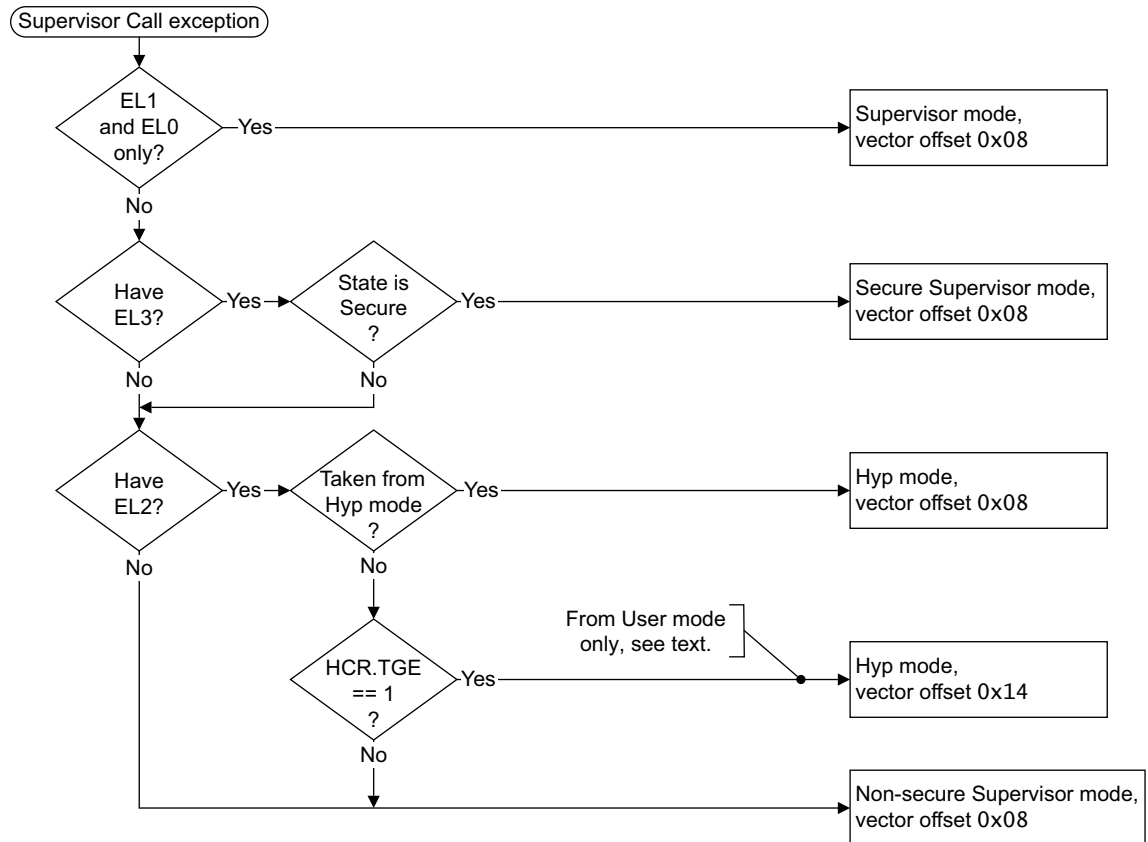 Supervisor Call exception
EL1
and EL0
only?
Yes
Supervisor mode,
vector offset 0x08
No
Have
EL3?
Yes
State is
Secure
?
Yes
Secure Supervisor mode,
vector offset 0x08
No
No
Have
EL2?
Yes
Taken from
Hyp mode
?
Yes
Hyp mode,
vector offset 0x08
No
No
From User mode
only, see text.
HCR.TGE
== 1
?
Yes
Hyp mode,
vector offset 0x14
No
Non-secure Supervisor mode,
vector offset 0x08